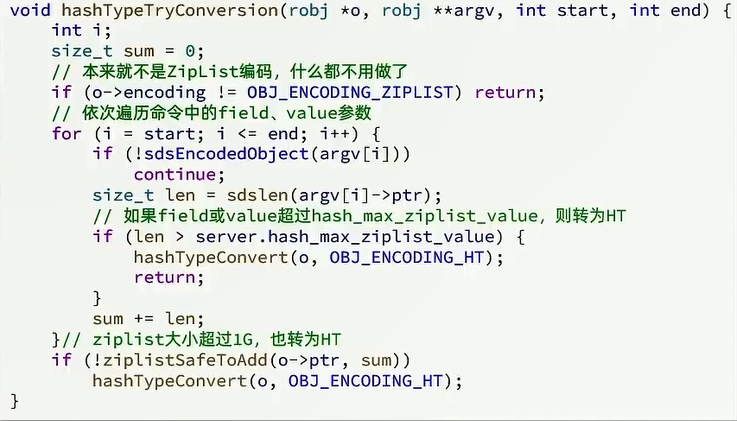 void hashTypeTryConversion(robj *o, robj **argv, int start, int end) {
    int i;
    size_t sum = 0;
    // 本来就不是ZipList编码，什么都不用做了
    if (o->encoding != OBJ_ENCODING_ZIPLIST) return;
    // 依次遍历命令中的field、value参数
    for (i = start; i <= end; i++) {
        if (!sdsEncodedObject(argv[i]))
            continue;
        size_t len = sdslen(argv[i]->ptr);
        // 如果field或value超过hash_max_ziplist_value，则转为HT
        if (len > server.hash_max_ziplist_value) {
            hashTypeConvert(o, OBJ_ENCODING_HT);
            return;
        }
        sum += len;
    }// ziplist大小超过1G，也转为HT
    if (!ziplistSafeToAdd(o->ptr, sum))
        hashTypeConvert(o, OBJ_ENCODING_HT);
}